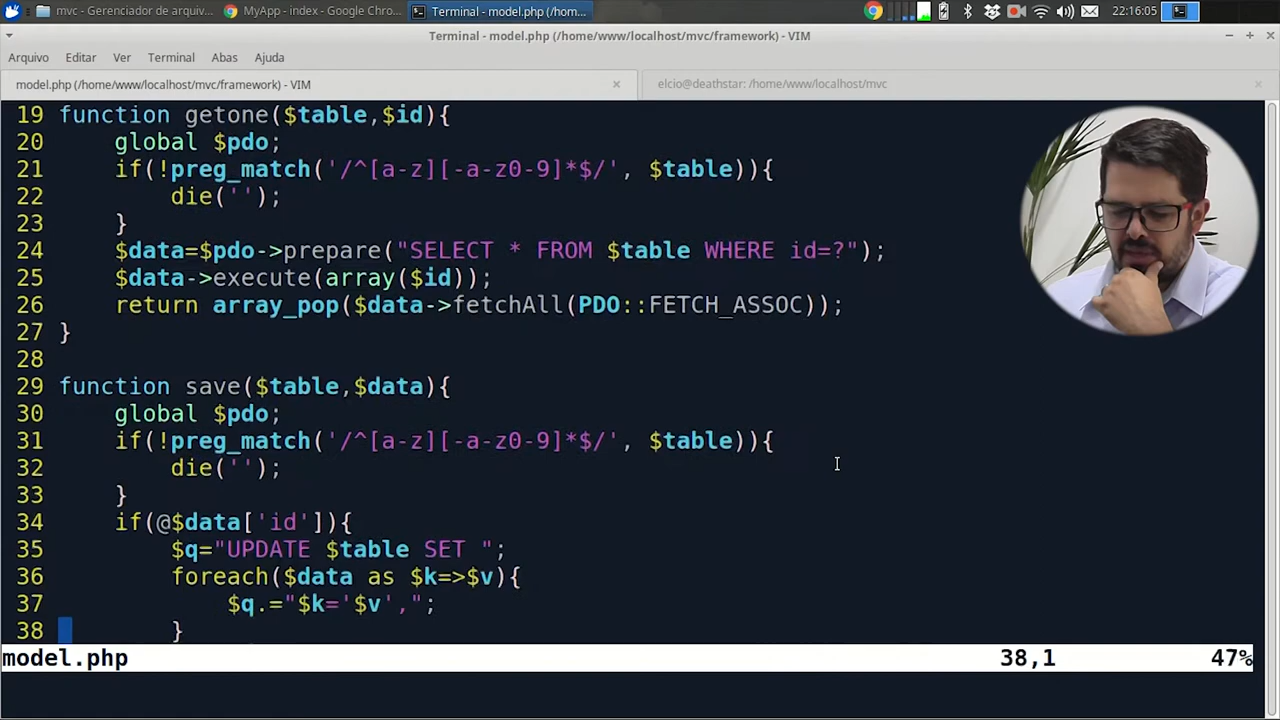 mvc - Gerenciador de arquiv...
MyApp - index - Google Chro...
Terminal - model.php (/hom...
22:16:05
Terminal - model.php (/home/www/localhost/mvc/framework) - VIM
Arquivo Editar Ver Terminal Abas Ajuda
model.php (/home/www/localhost/mvc/framework) - VIM
elcio@deathstar: /home/www/localhost/mvc
19 function getone($table,$id){
20     global $pdo;
21     if(!preg_match('/^[a-z][-a-z0-9]*$/', $table)){
22         die('');
23     }
24     $data=$pdo->prepare("SELECT * FROM $table WHERE id=?");
25     $data->execute(array($id));
26     return array_pop($data->fetchAll(PDO::FETCH_ASSOC));
27 }
28
29 function save($table,$data){
30     global $pdo;
31     if(!preg_match('/^[a-z][-a-z0-9]*$/', $table)){
32         die('');
33     }
34     if(@$data['id']){
35         $q="UPDATE $table SET ";
36         foreach($data as $k=>$v){
37             $q.="$k='$v',";
38         }
model.php 38,1 47%